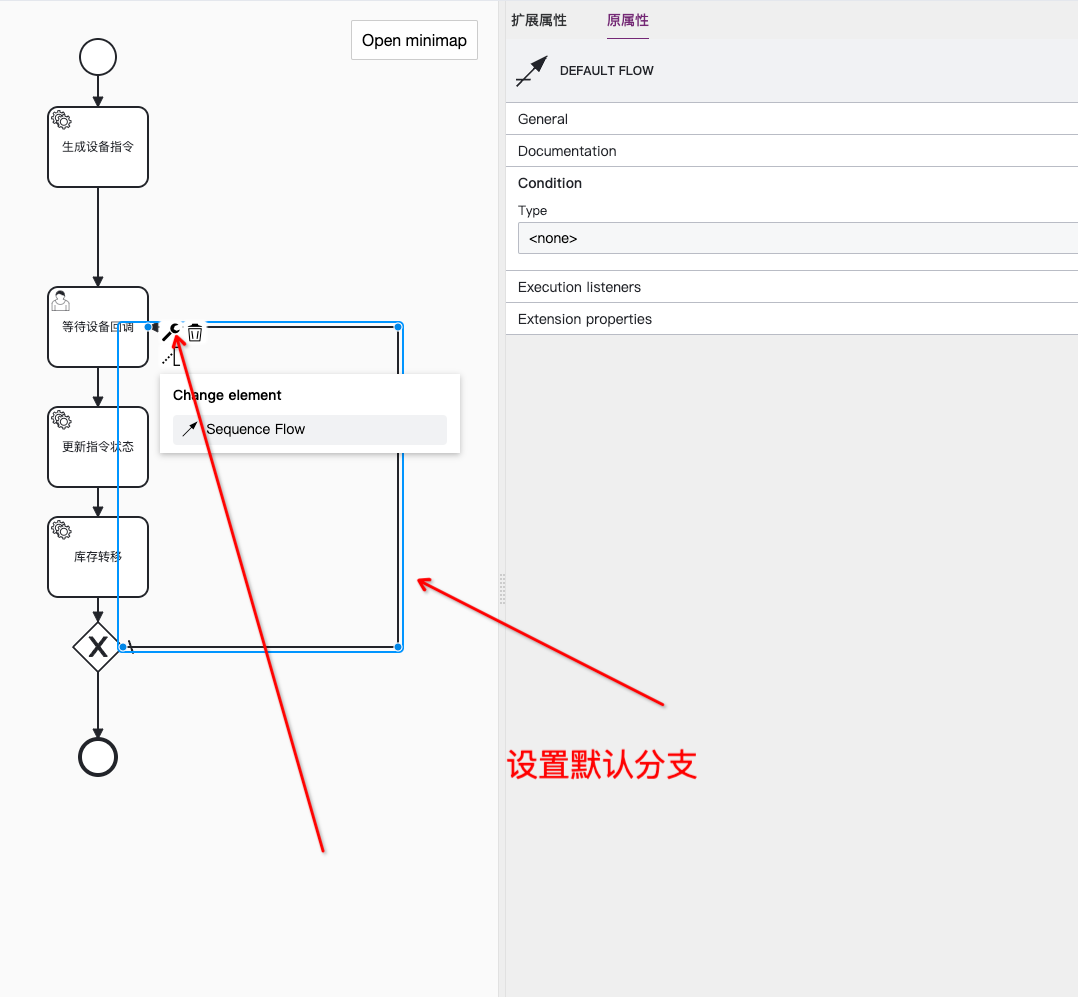 Open minimap
生成设备指令
等待设备回调
Change element
Sequence Flow
更新指令状态
库存转移
X
扩展属性
原属性
DEFAULT FLOW
General
Documentation
Condition
Type
<none>
Execution listeners
Extension properties
设置默认分支